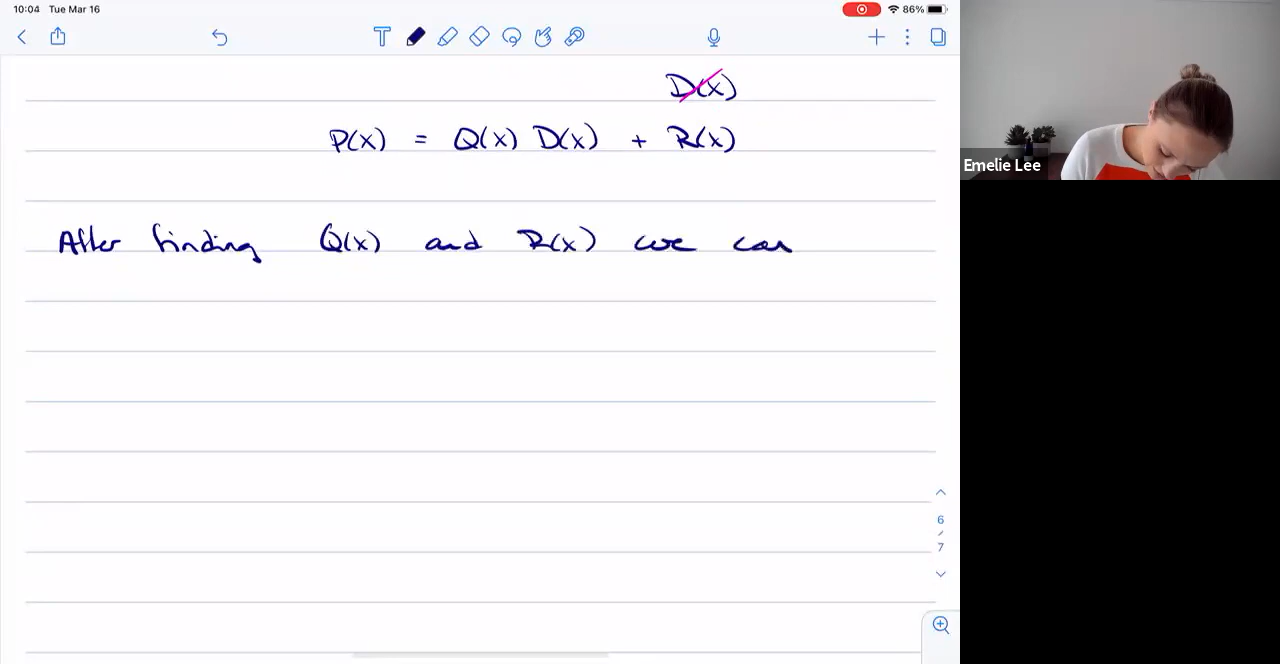 10:04 Tue Mar 16
86%
D(x)
P(x) = Q(x) D(x) + R(x)
Emelie Lee
After finding Q(x) and R(x) we can
6
7